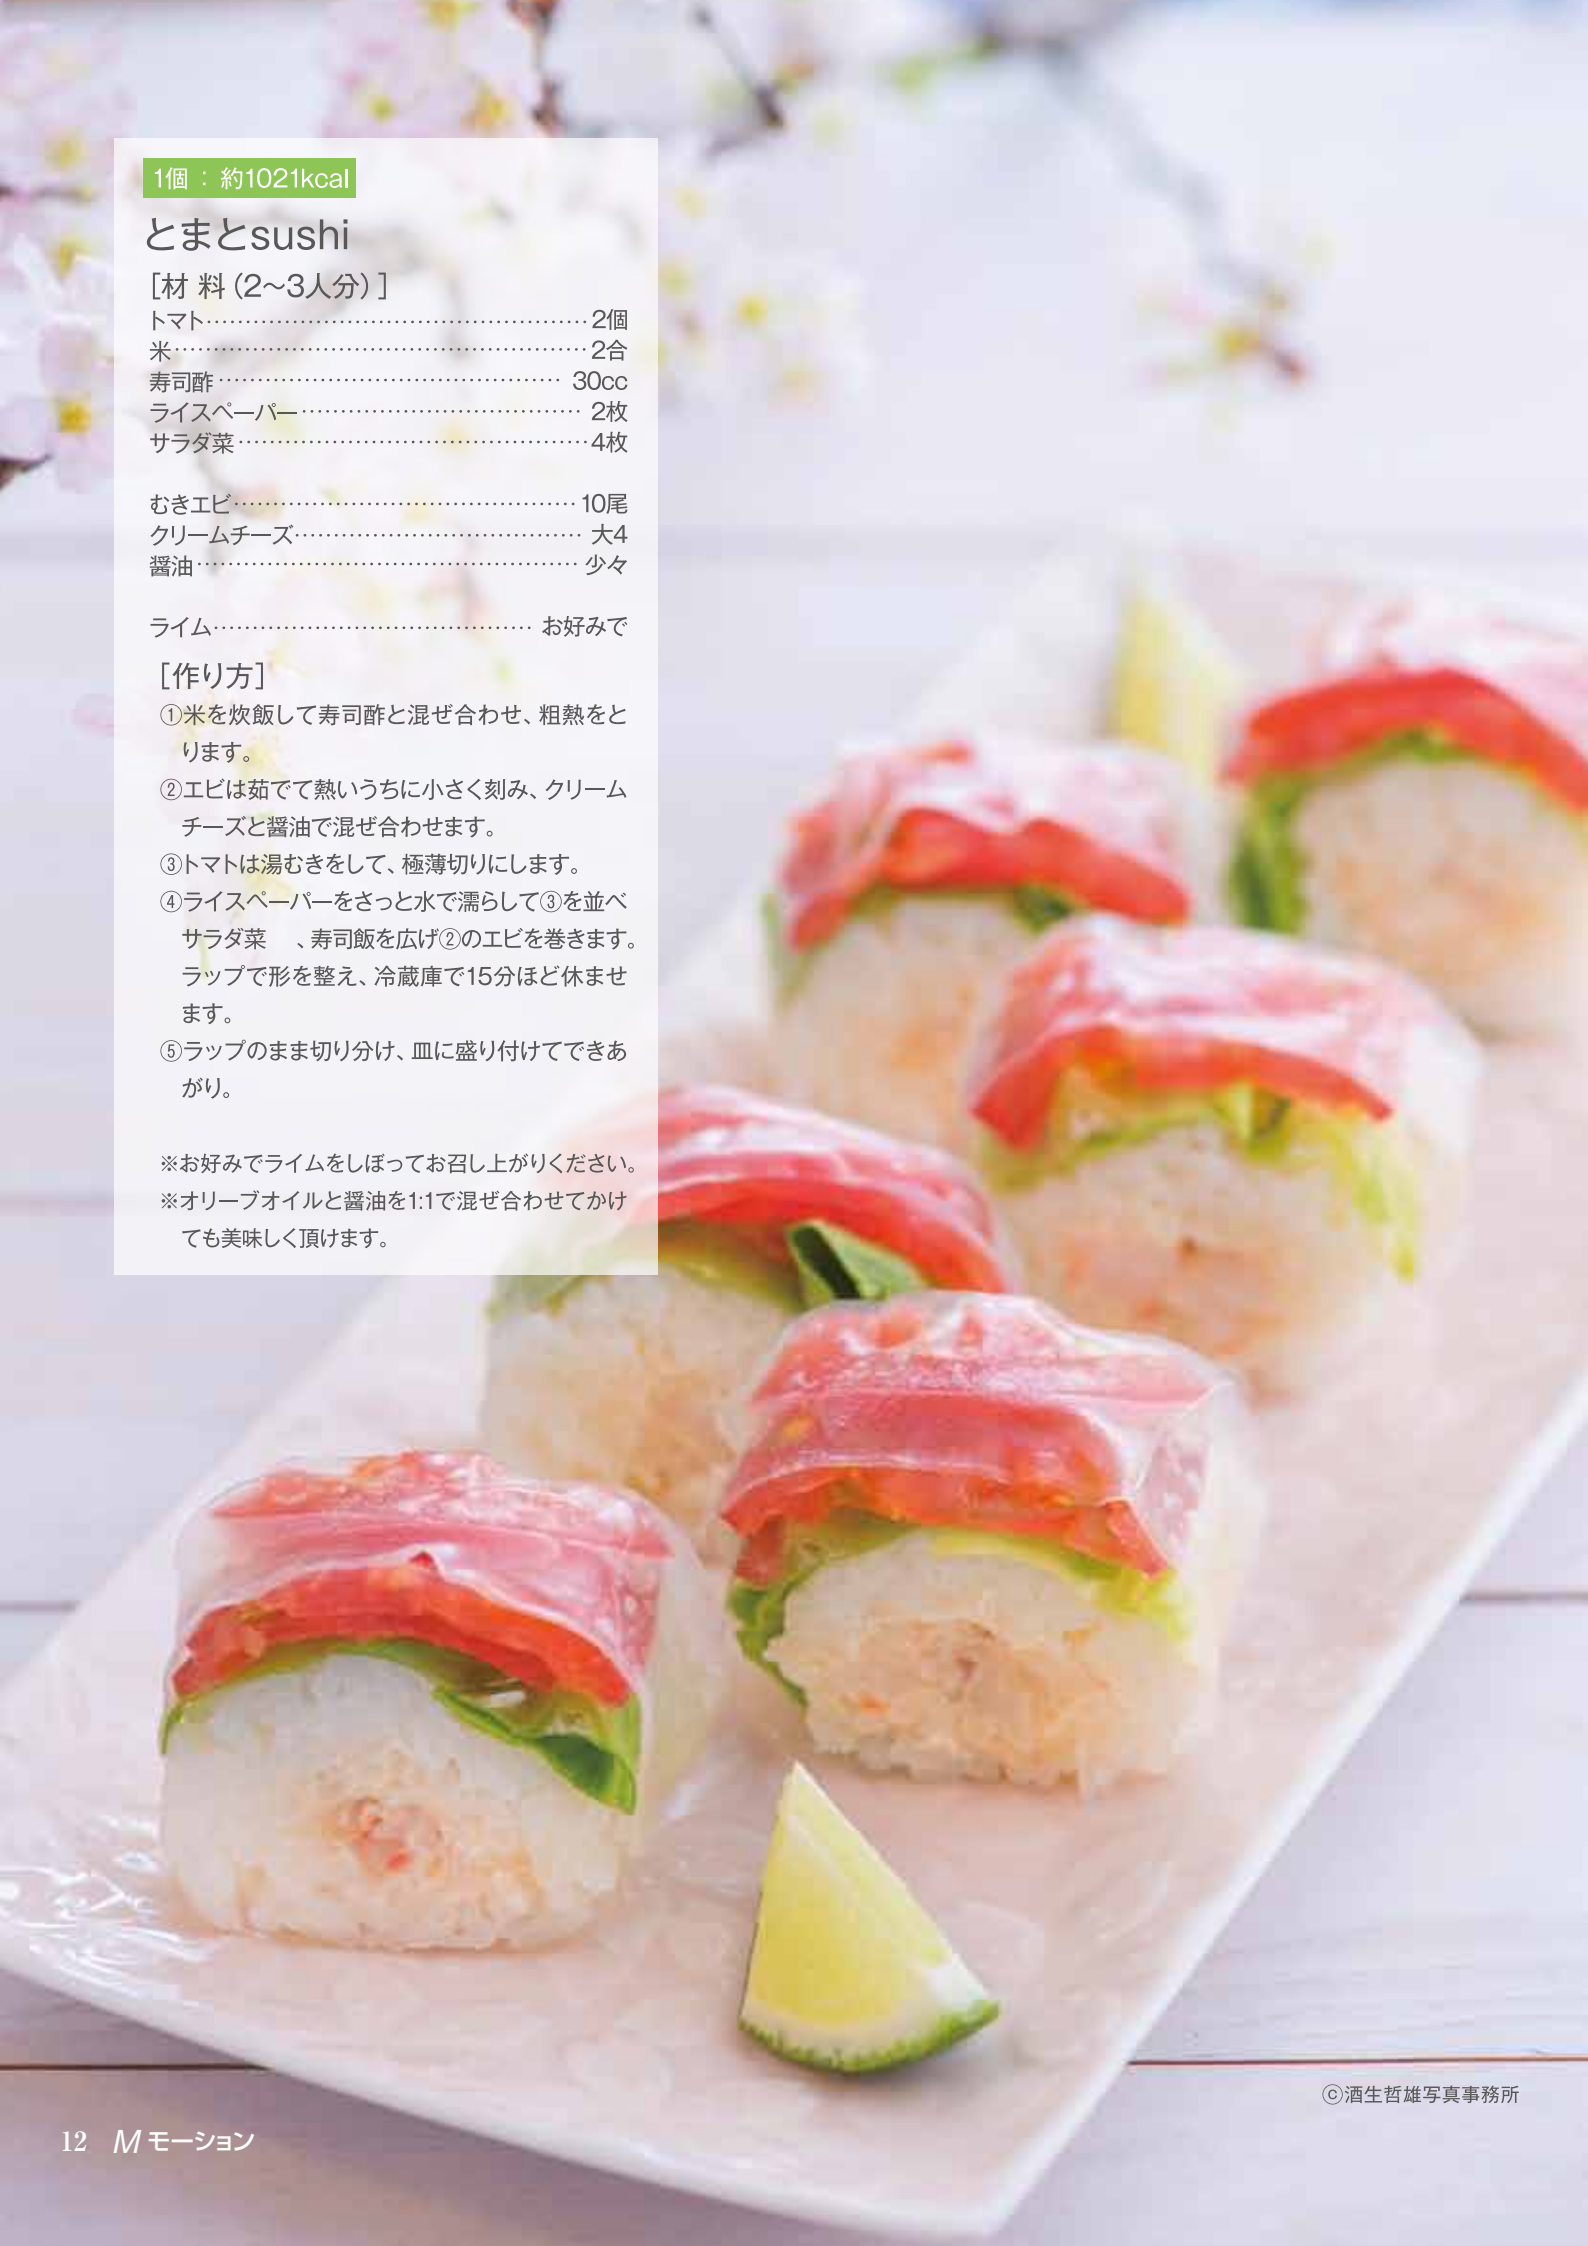 1個 : 約1021kcal
とまとsushi
［材 料（2〜3人分）］
トマト………………………………………… 2個
米…………………………………………… 2合
寿司酢…………………………………… 30cc
ライスペーパー……………………………… 2枚
サラダ菜……………………………………… 4枚
むきエビ…………………………………… 10尾
クリームチーズ……………………………… 大4
醤油………………………………………… 少々
ライム………………………………… お好みで
［作り方］
①米を炊飯して寿司酢と混ぜ合わせ、粗熱をと
ります。
②エビは茹でて熱いうちに小さく刻み、クリーム
チーズと醤油で混ぜ合わせます。
③トマトは湯むきをして、極薄切りにします。
④ライスペーパーをさっと水で濡らして③を並べ
サラダ菜　、寿司飯を広げ②のエビを巻きます。
ラップで形を整え、冷蔵庫で15分ほど休ませ
ます。
⑤ラップのまま切り分け、皿に盛り付けてできあ
がり。
※お好みでライムをしぼってお召し上がりください。
※オリーブオイルと醤油を1:1で混ぜ合わせてかけ
ても美味しく頂けます。
ⓒ酒生哲雄写真事務所
12 Mモーション